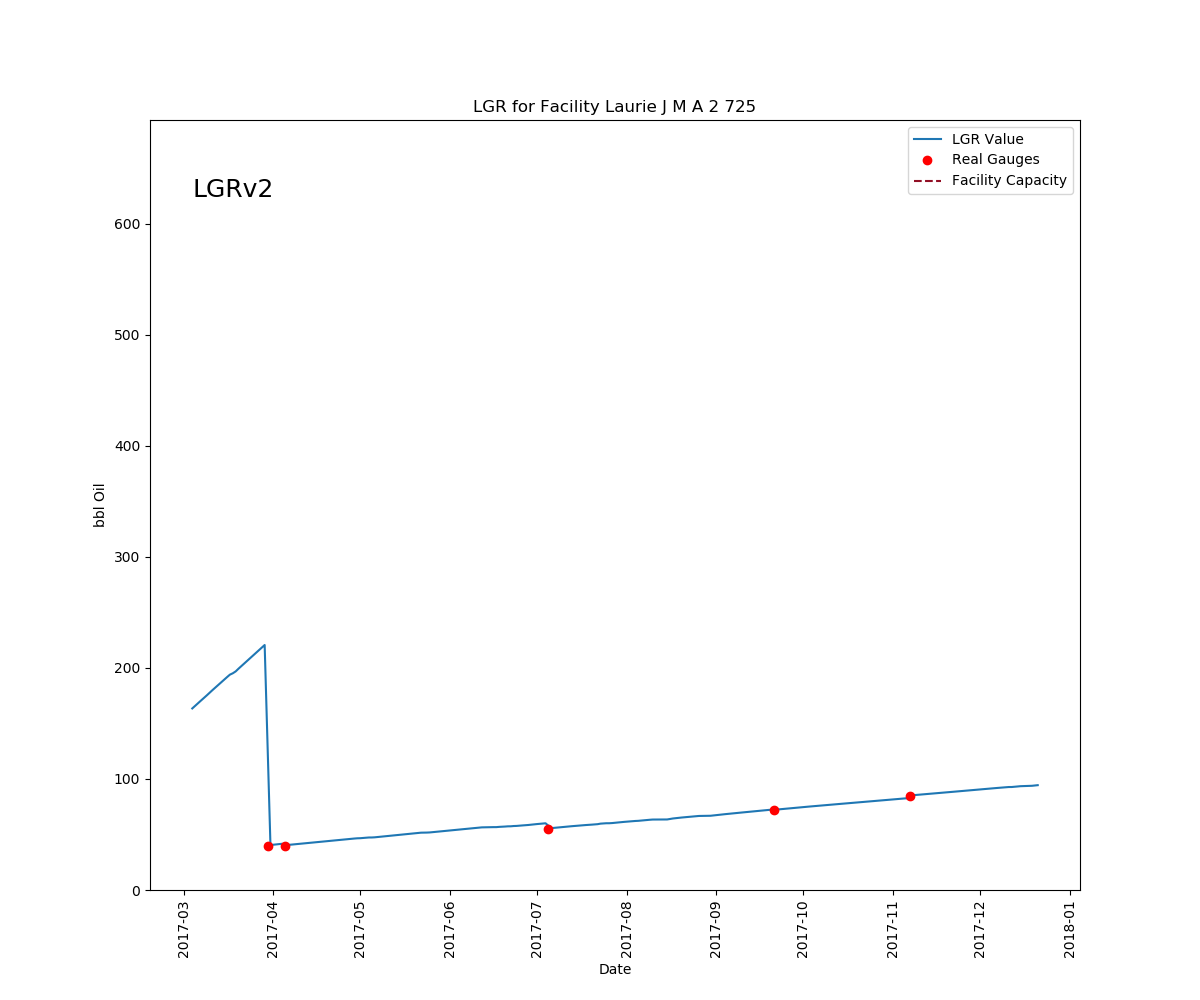 LGR for Facility Laurie J M A 2 725
LGRv2
LGR Value
Real Gauges
Facility Capacity
bbl Oil
600
500
400
300
200
100
0
2017-03
2017-04
2017-05
2017-06
2017-07
2017-08
2017-09
2017-10
2017-11
2017-12
2018-01
Date